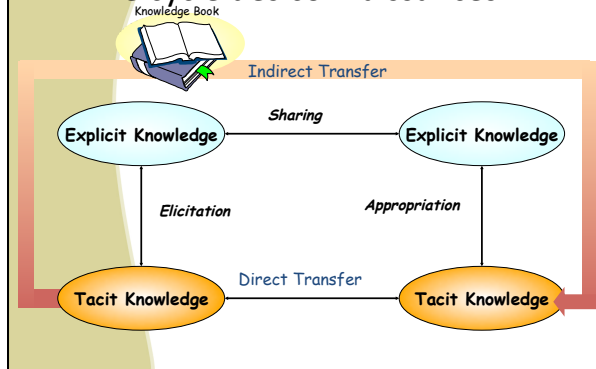 Knowledge Book
Indirect Transfer
Sharing
Explicit Knowledge
Explicit Knowledge
Elicitation
Appropriation
Direct Transfer
Tacit Knowledge
Tacit Knowledge